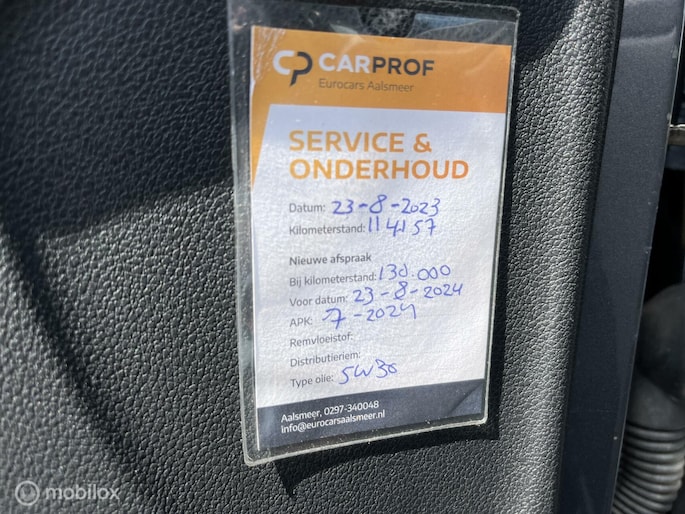 CP CARPROF
Eurocars Aalsmeer
SERVICE &
ONDERHOUD
Datum: 23-8-2023
Kilometerstand: 114157
Nieuwe afspraak
Bij kilometerstand: 130.000
Voor datum: 23-8-2024
APK: 7-2024
Remvloeistof:
Distributieriem:
Type olie: 5W30
Aalsmeer, 0297-340048
info@eurocarsaalsmeer.nl
mobilox